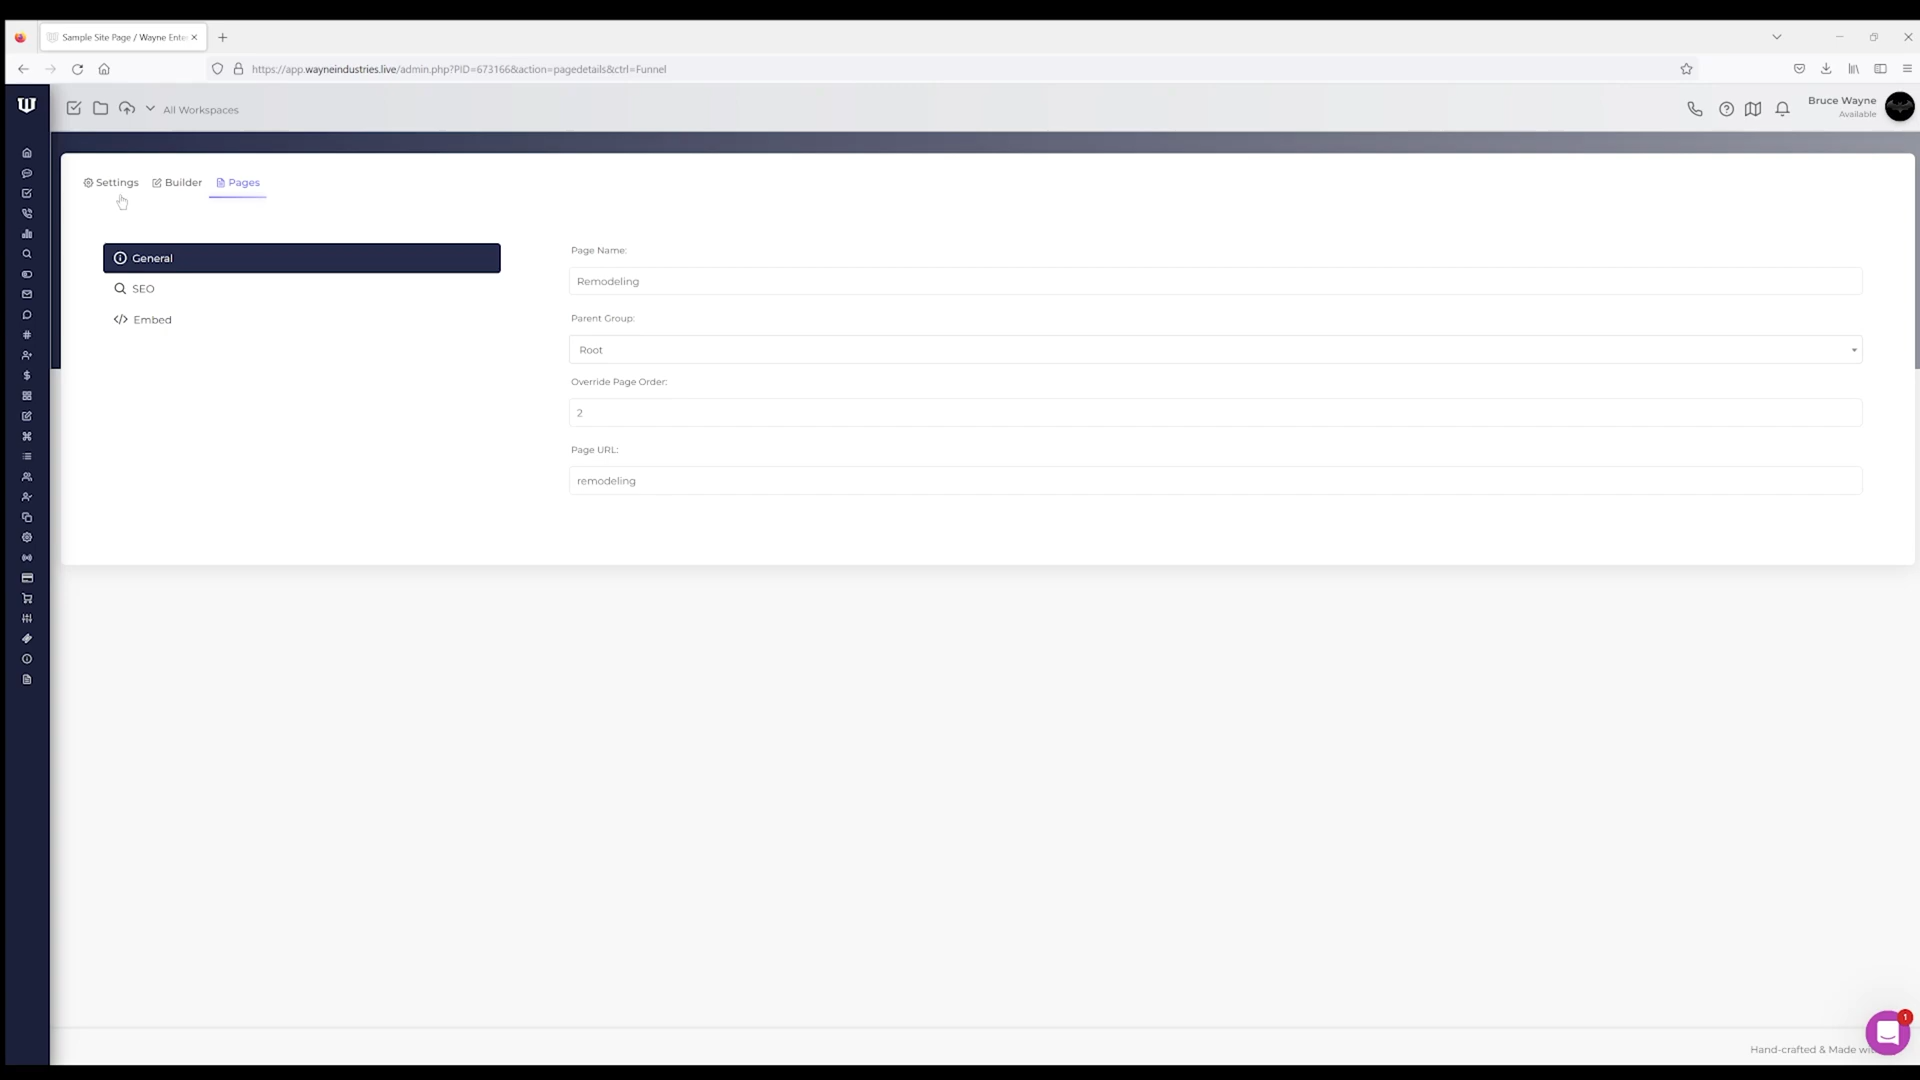 Sample Site Page / Wayne Ente
https://app.wayneindustries.live/admin.php?PID=673166&action=pagedetails&ctrl=Funnel
All Workspaces
Bruce Wayne
Available
Settings
Builder
Pages
General
SEO
Embed
Page Name:
Remodeling
Parent Group:
Root
Override Page Order:
2
Page URL:
remodeling
1
Hand-crafted & Made